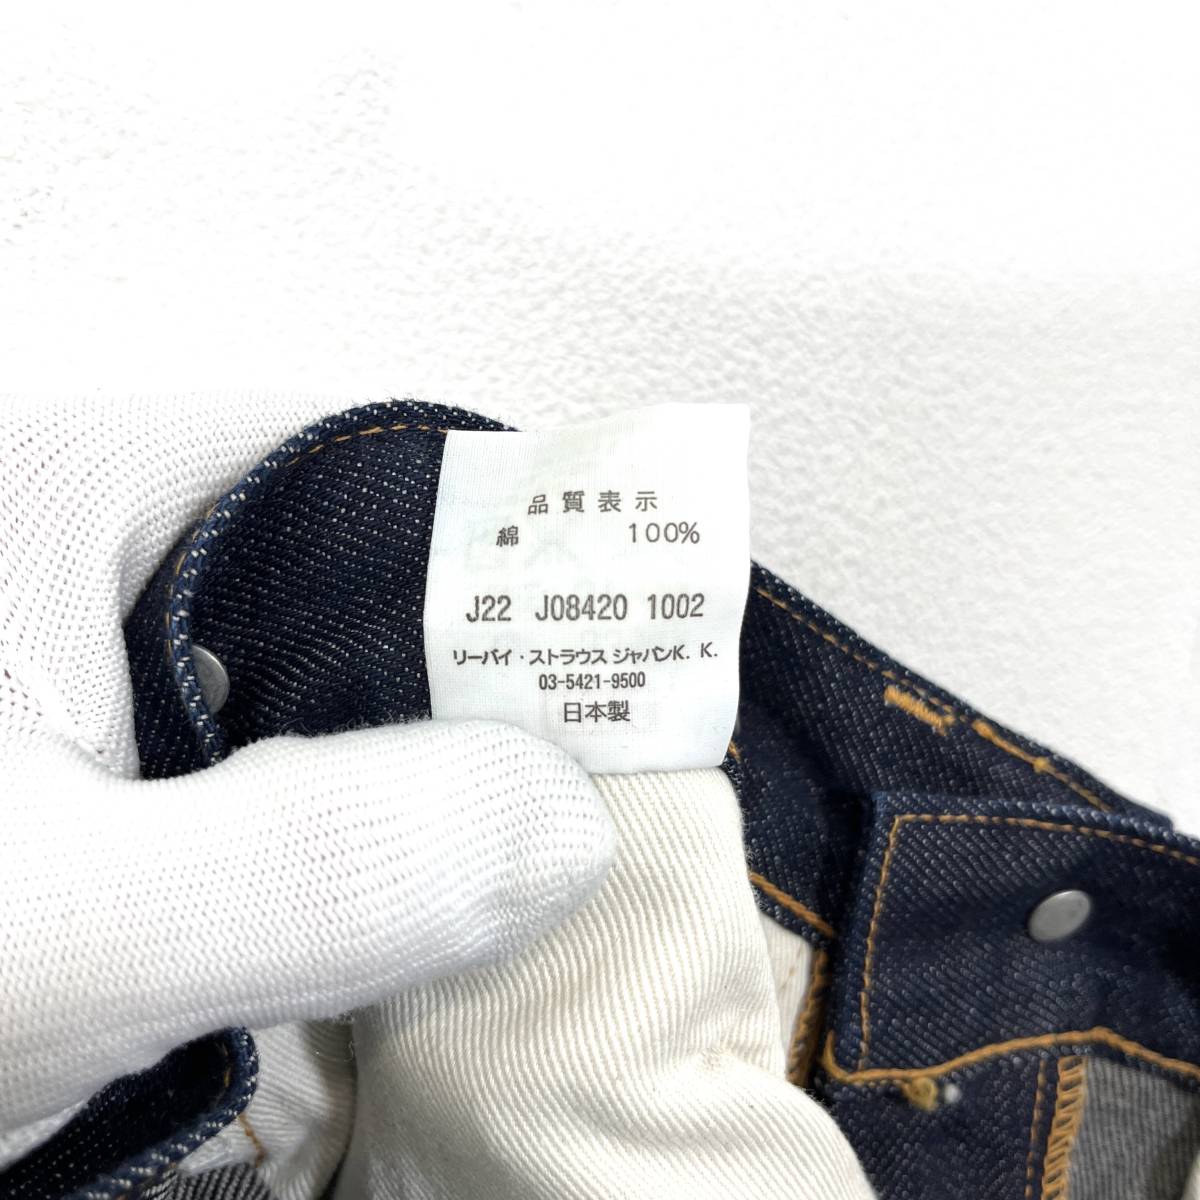 品質表示
綿 100%
J22 J08420 1002
リーバイ・ストラウス ジャパンK. K.
03-5421-9500
日本製